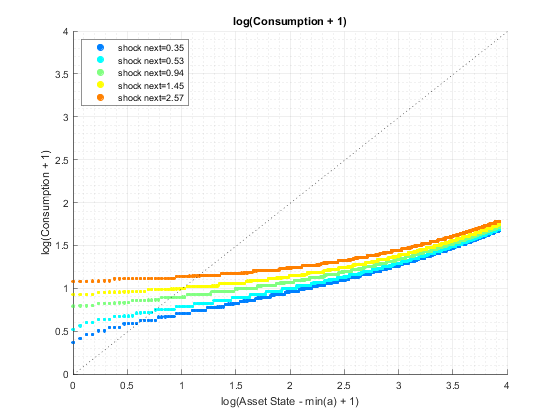 log(Consumption + 1)
shock next=0.35
shock next=0.53
shock next=0.94
shock next=1.45
shock next=2.57
log(Consumption + 1)
4
3.5
3
2.5
2
1.5
1
0.5
0
0 0.5 1 1.5 2 2.5 3 3.5 4
log(Asset State - min(a) + 1)